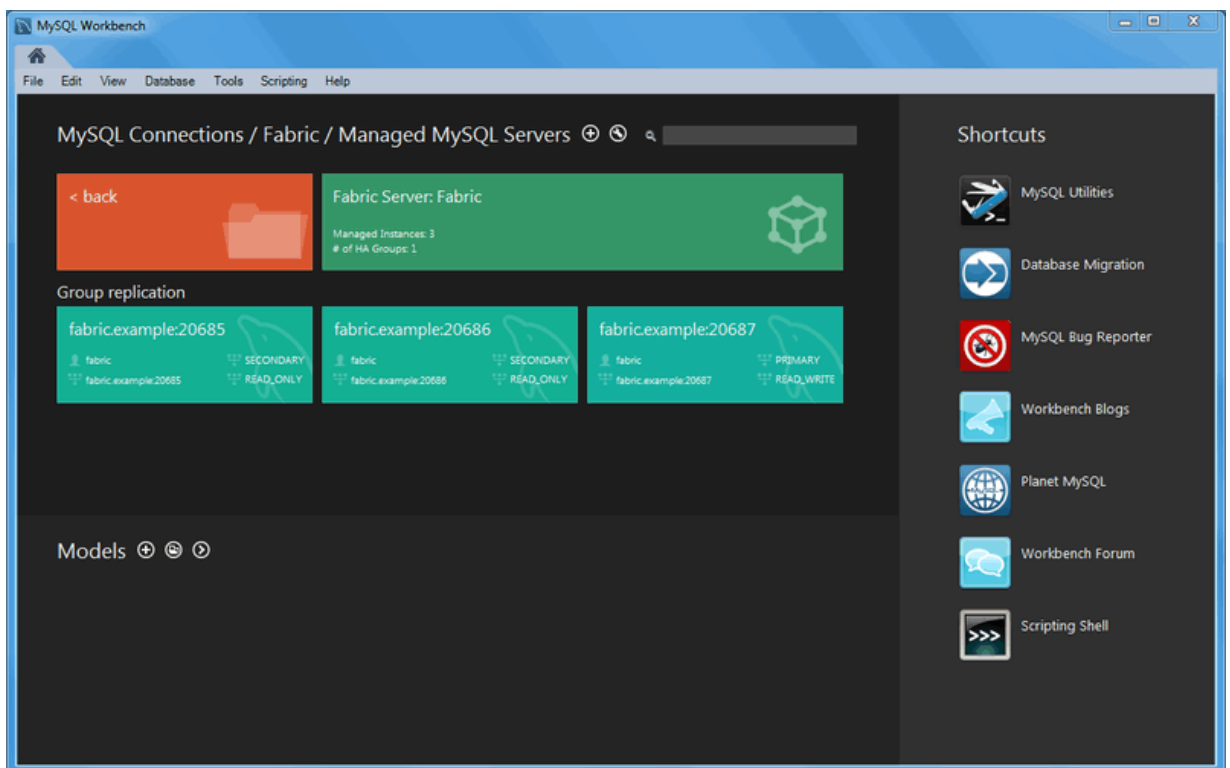 MySQL Workbench
File Edit View Database Tools Scripting Help
MySQL Connections / Fabric / Managed MySQL Servers
< back
Fabric Server: Fabric
Managed Instances: 3
# of HA Groups: 1
Group replication
fabric.example:20685
fabric SECONDARY
fabric.example:20685 READ_ONLY
fabric.example:20686
fabric SECONDARY
fabric.example:20686 READ_ONLY
fabric.example:20687
fabric PRIMARY
fabric.example:20687 READ_WRITE
Models
Shortcuts
MySQL Utilities
Database Migration
MySQL Bug Reporter
Workbench Blogs
Planet MySQL
Workbench Forum
>>> Scripting Shell